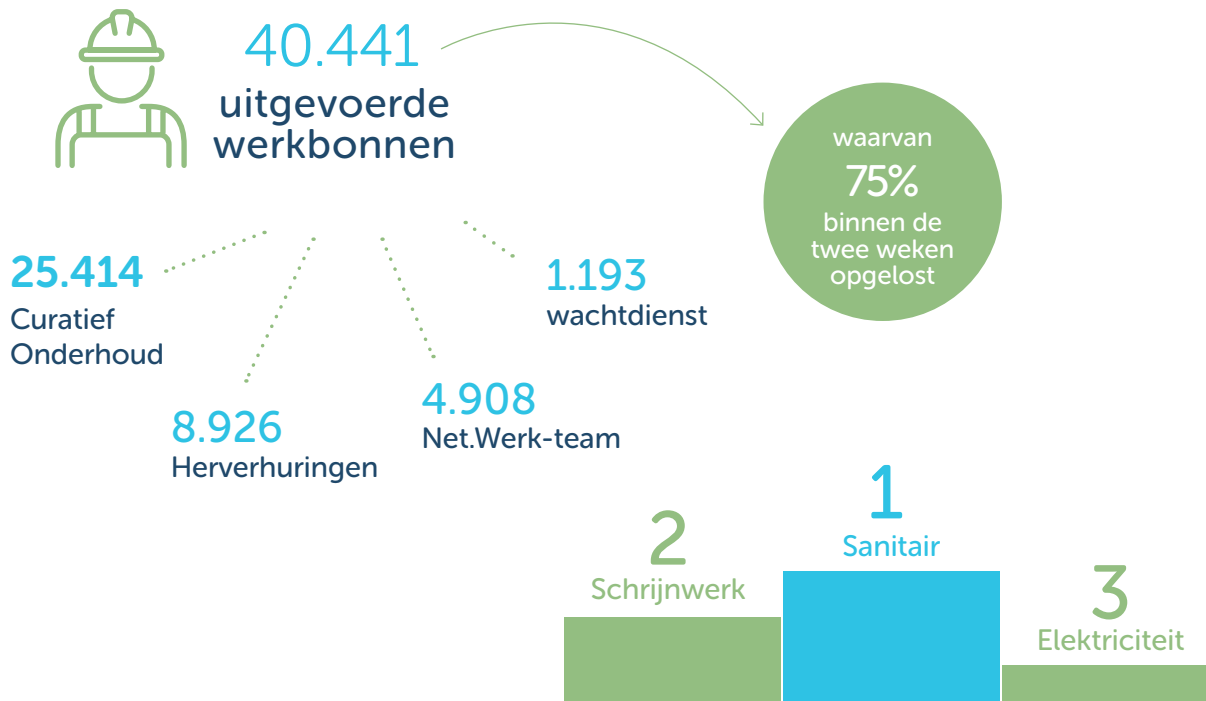 40.441
uitgevoerde
werkbonnen
waarvan
75%
binnen de
twee weken
opgelost
25.414
Curatief
Onderhoud
8.926
Herverhuringen
4.908
Net.Werk-team
1.193
wachtdienst
2
Schrijnwerk
1
Sanitair
3
Elektriciteit